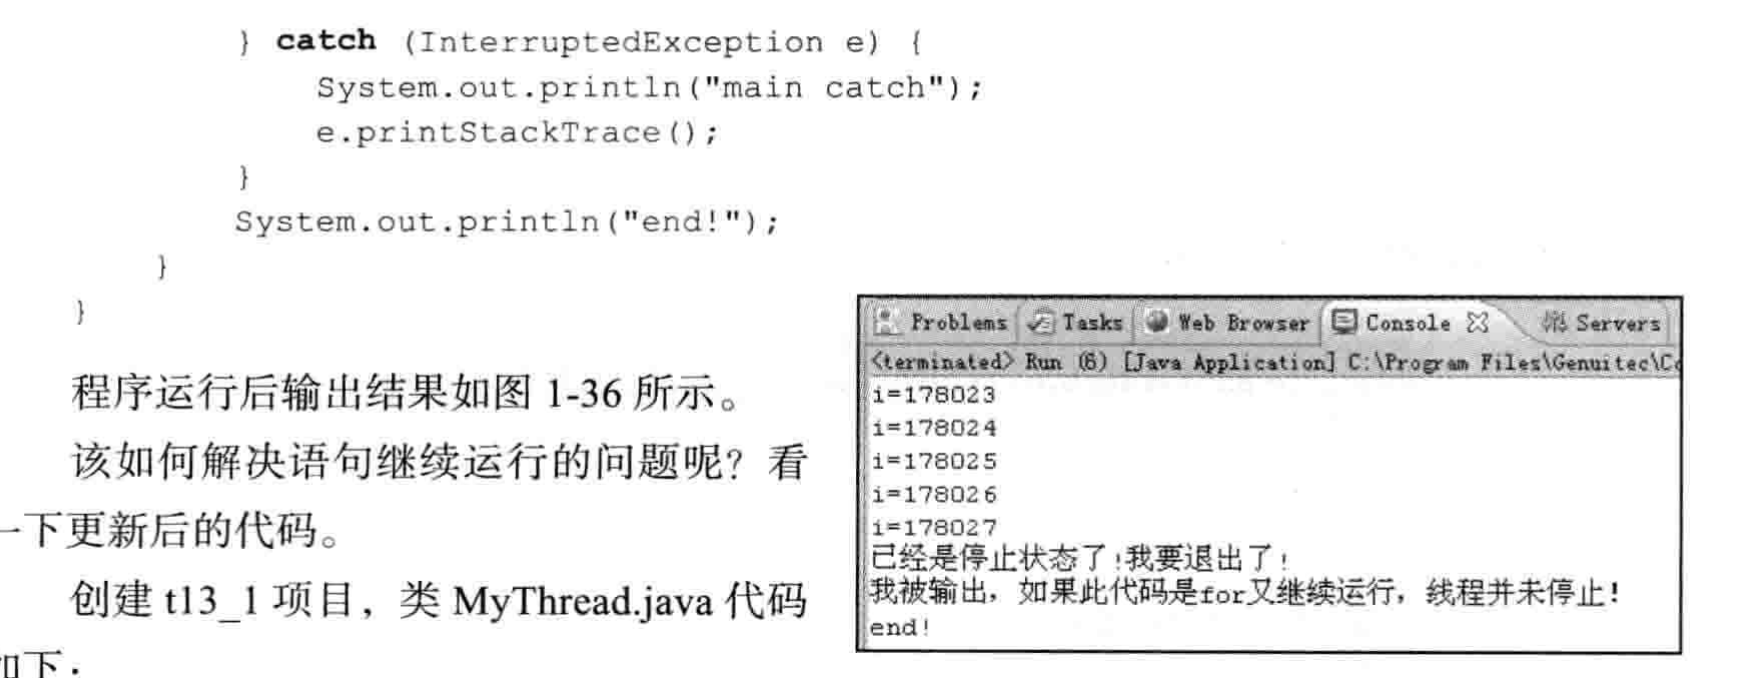 } catch (InterruptedException e) {
System.out.println("main catch");
e.printStackTrace();
}
System.out.println("end!");
}
}
程序运行后输出结果如图 1-36 所示。
该如何解决语句继续运行的问题呢？看
一下更新后的代码。
创建 t13_1 项目，类 MyThread.java 代码
如下：
Problems Tasks Web Browser Console Servers
<terminated> Run (6) [Java Application] C:\Program Files\Genuitec\Co
i=178023
i=178024
i=178025
i=178026
i=178027
已经是停止状态了!我要退出了!
我被输出，如果此代码是for又继续运行，线程并未停止！
end!